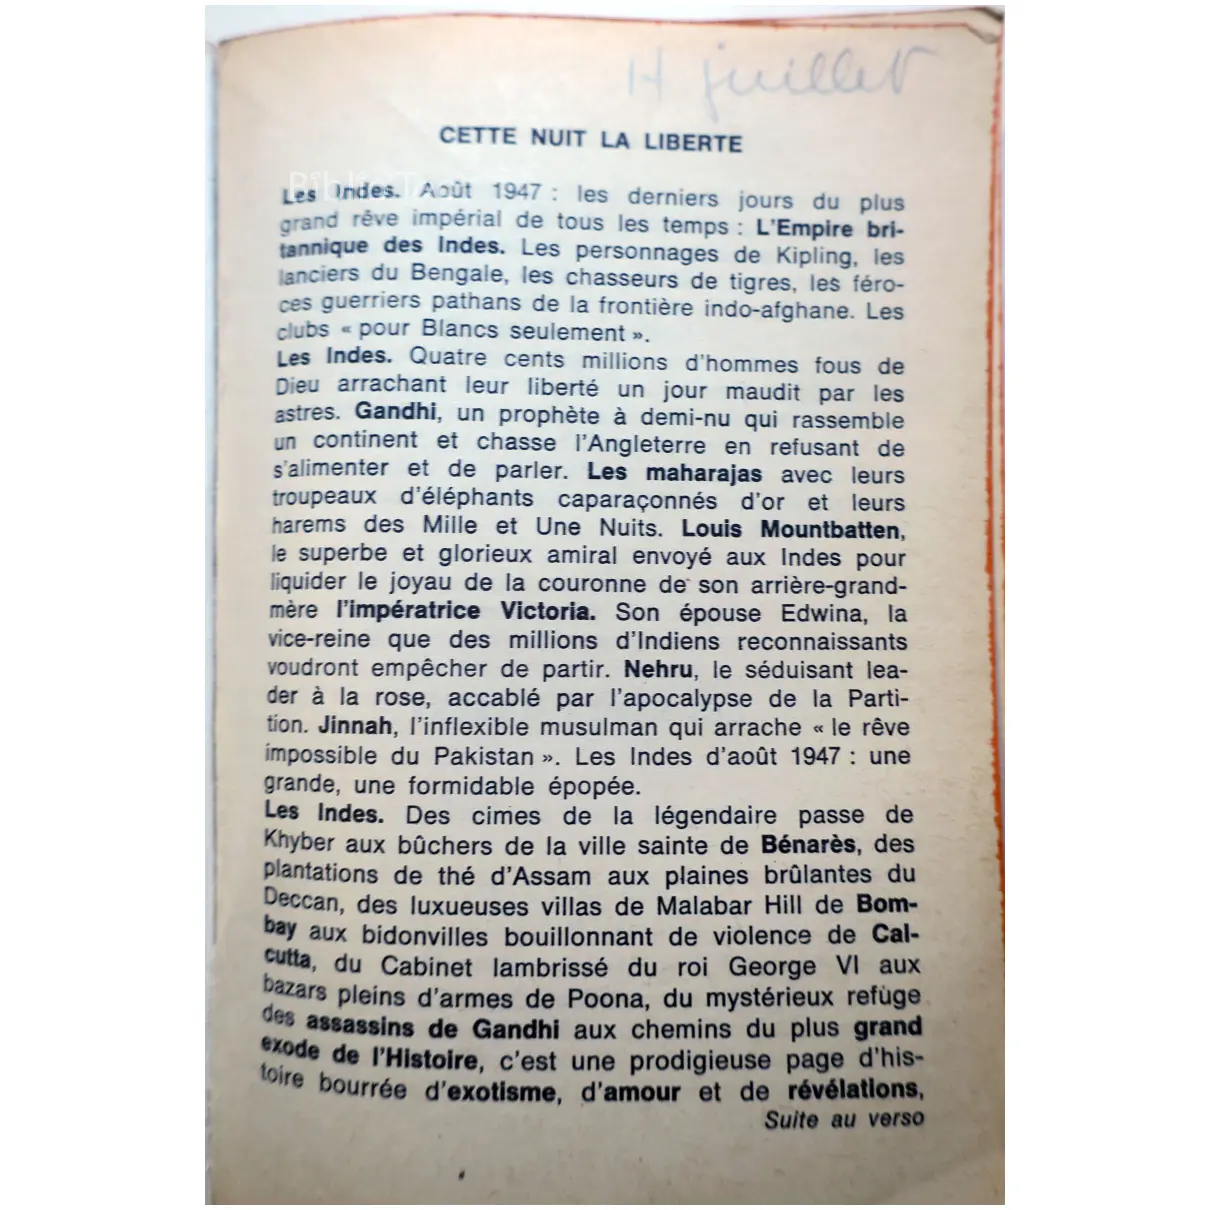 14 juillet
CETTE NUIT LA LIBERTE
Les Indes. Août 1947 : les derniers jours du plus
grand rêve impérial de tous les temps : L'Empire bri-
tannique des Indes. Les personnages de Kipling, les
lanciers du Bengale, les chasseurs de tigres, les féro-
ces guerriers pathans de la frontière indo-afghane. Les
clubs « pour Blancs seulement ».
Les Indes. Quatre cents millions d'hommes fous de
Dieu arrachant leur liberté un jour maudit par les
astres. Gandhi, un prophète à demi-nu qui rassemble
un continent et chasse l'Angleterre en refusant de
s'alimenter et de parler. Les maharajas avec leurs
troupeaux d'éléphants caparaçonnés d'or et leurs
harems des Mille et Une Nuits. Louis Mountbatten,
le superbe et glorieux amiral envoyé aux Indes pour
liquider le joyau de la couronne de son arrière-grand-
mère l'impératrice Victoria. Son épouse Edwina, la
vice-reine que des millions d'Indiens reconnaissants
voudront empêcher de partir. Nehru, le séduisant lea-
der à la rose, accablé par l'apocalypse de la Parti-
tion. Jinnah, l'inflexible musulman qui arrache « le rêve
impossible du Pakistan ». Les Indes d'août 1947 : une
grande, une formidable épopée.
Les Indes. Des cimes de la légendaire passe de
Khyber aux bûchers de la ville sainte de Bénarès, des
plantations de thé d'Assam aux plaines brûlantes du
Deccan, des luxueuses villas de Malabar Hill de Bom-
bay aux bidonvilles bouillonnant de violence de Cal-
cutta, du Cabinet lambrissé du roi George VI aux
bazars pleins d'armes de Poona, du mystérieux refuge
des assassins de Gandhi aux chemins du plus grand
exode de l'Histoire, c'est une prodigieuse page d'his-
toire bourrée d'exotisme, d'amour et de révélations,
Suite au verso